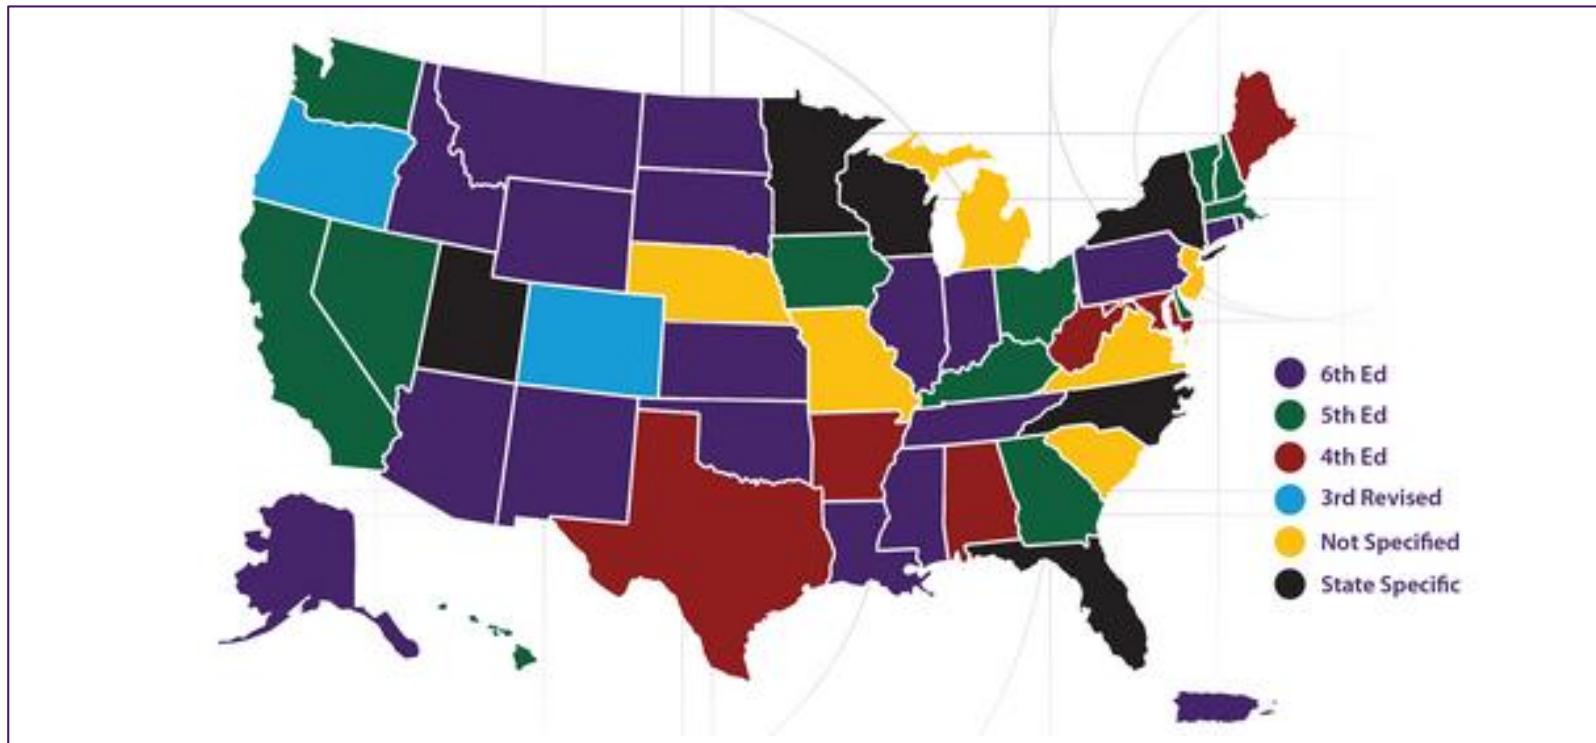 6th Ed
5th Ed
4th Ed
3rd Revised
Not Specified
State Specific